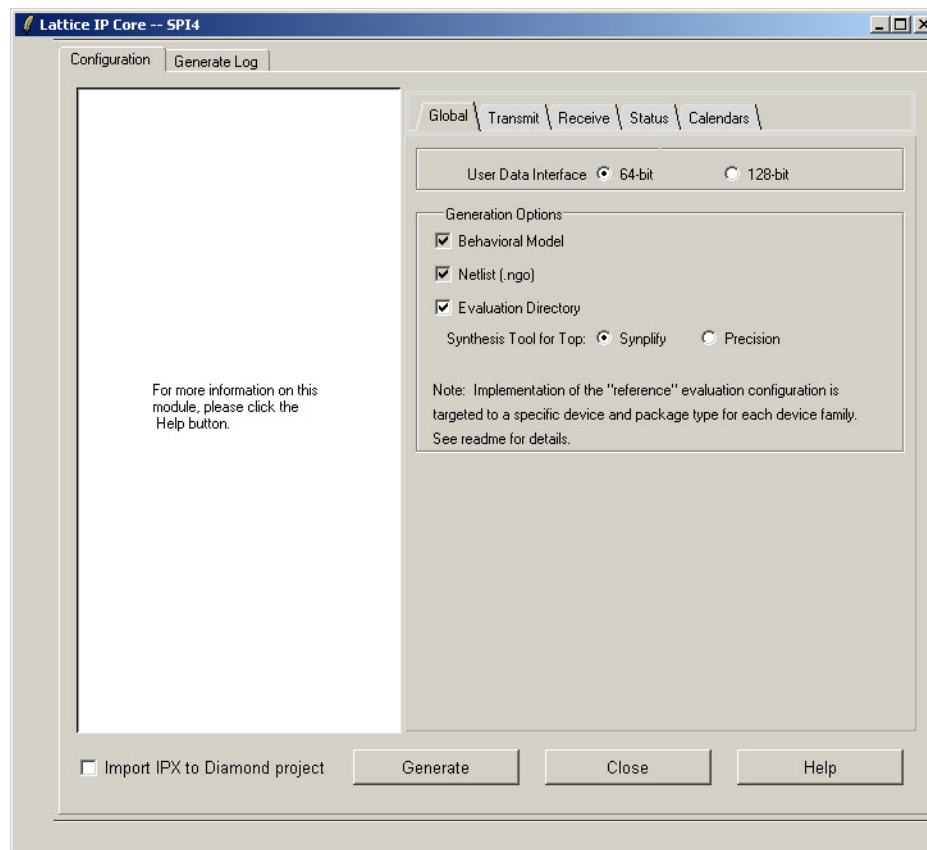 Lattice IP Core -- SPI4
Configuration
Generate Log
For more information on this
module, please click the
Help button.
Global
Transmit
Receive
Status
Calendars
User Data Interface
64-bit
128-bit
Generation Options
Behavioral Model
Netlist (.ngo)
Evaluation Directory
Synthesis Tool for Top:
Synplify
Precision
Note: Implementation of the "reference" evaluation configuration is
targeted to a specific device and package type for each device family.
See readme for details.
Import IPX to Diamond project
Generate
Close
Help